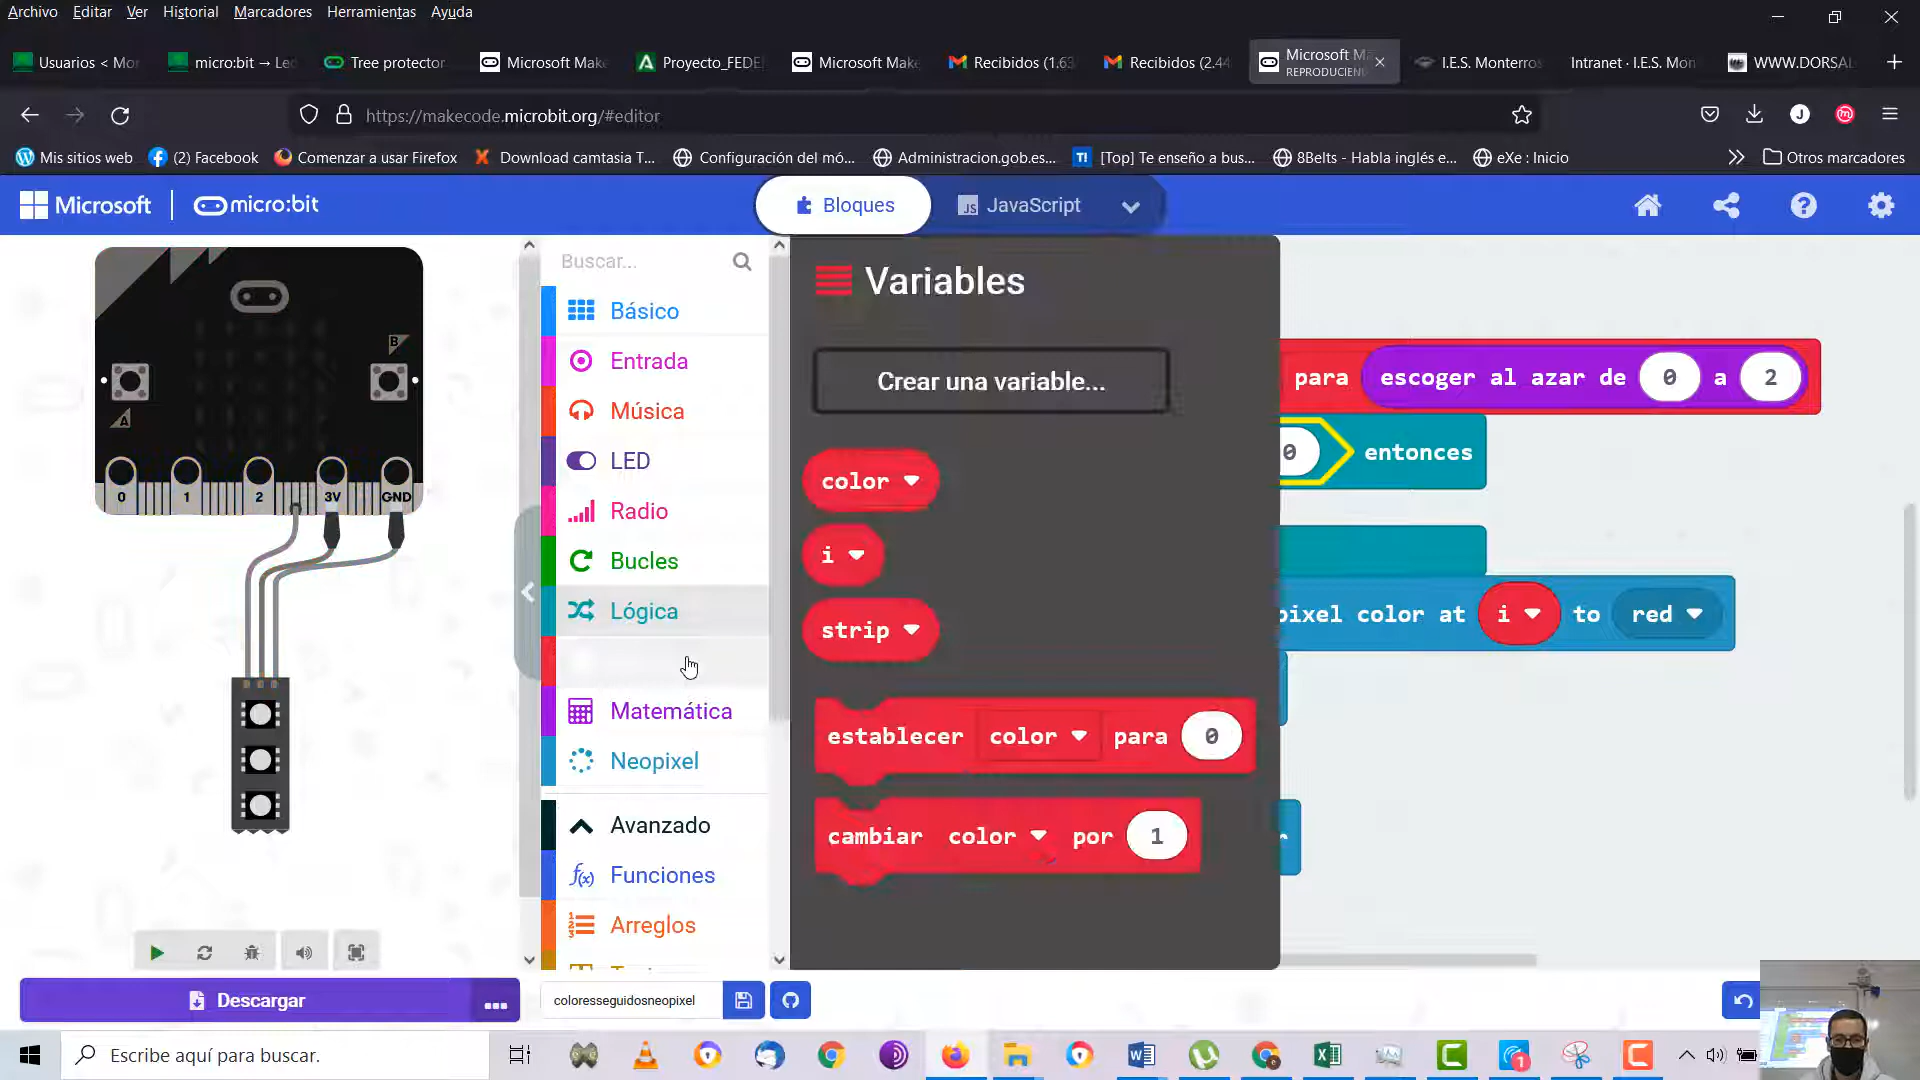 Archivo Editar Ver Historial Marcadores Herramientas Ayuda
Usuarios < Mor
micro:bit → Led
Tree protector
Microsoft Make
Proyecto_FEDE
Microsoft Make
Recibidos (1.63
Recibidos (2.44
Microsoft Ma
REPRODUCIEN
I.E.S. Monterros
Intranet · I.E.S. Mon
WWW.DORSAL
https://makecode.microbit.org/#editor
Mis sitios web
(2) Facebook
Comenzar a usar Firefox
Download camtasia T...
Configuración del mó...
Administracion.gob.es...
[Top] Te enseño a bus...
8Belts - Habla inglés e...
eXe : Inicio
Otros marcadores
Microsoft
micro:bit
Bloques
JavaScript
A
B
0 1 2 3V GND
Descargar
Buscar...
Básico
Entrada
Música
LED
Radio
Bucles
Lógica
Matemática
Neopixel
Avanzado
Funciones
Arreglos
Variables
Crear una variable...
color
i
strip
establecer color para 0
cambiar color por 1
para escoger al azar de 0 a 2
0 entonces
pixel color at i to red
coloresseguidosneopixel
Escribe aquí para buscar.